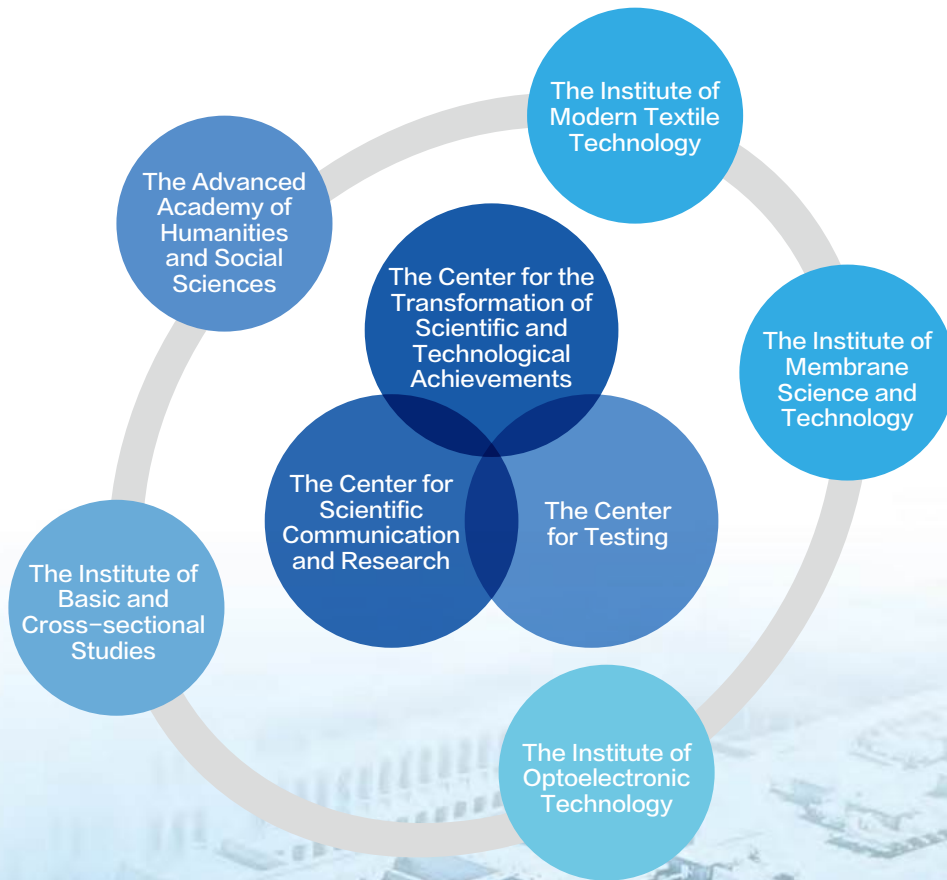 The Institute of
Modern Textile
Technology
The Advanced
Academy of
Humanities
and Social
Sciences
The Center for the
Transformation of
Scientific and
Technological
Achievements
The Institute of
Membrane
Science and
Technology
The Center for
Scientific
Communication
and Research
The Center
for Testing
The Institute of
Basic and
Cross-sectional
Studies
The Institute of
Optoelectronic
Technology